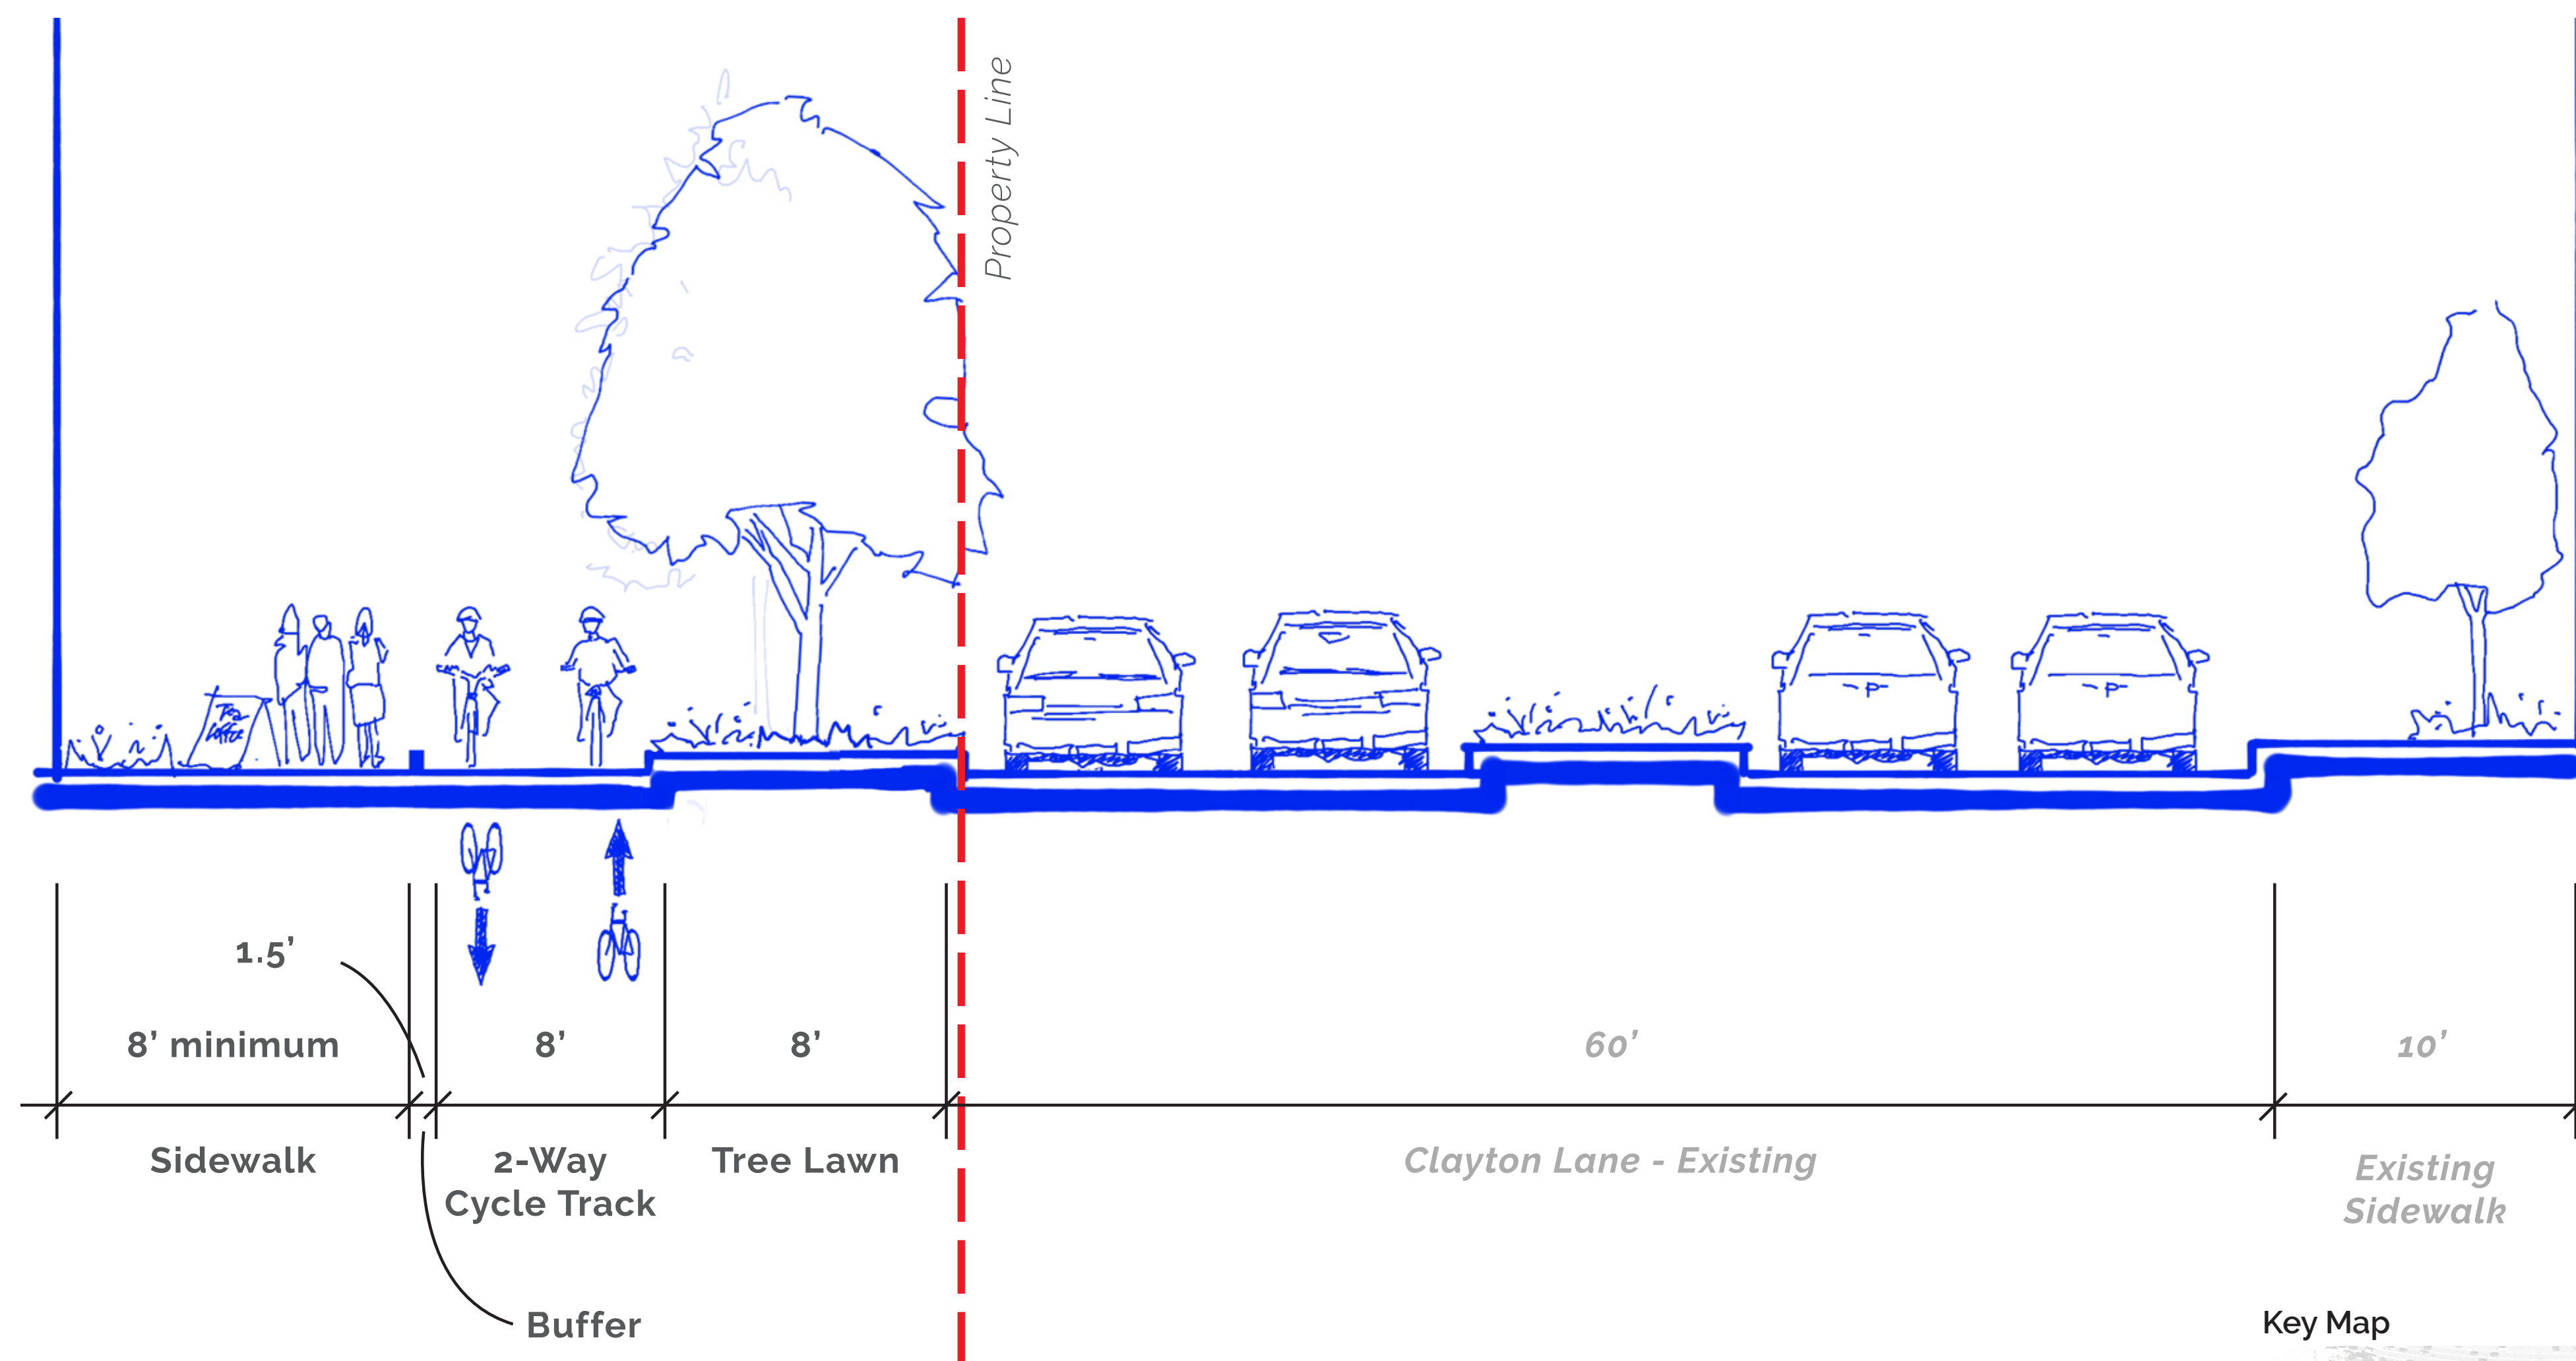 Property Line
1.5’
8’ minimum
8’
8’
60’
10’
Sidewalk
2-Way
Cycle Track
Tree Lawn
Clayton Lane - Existing
Existing
Sidewalk
Buffer
Key Map